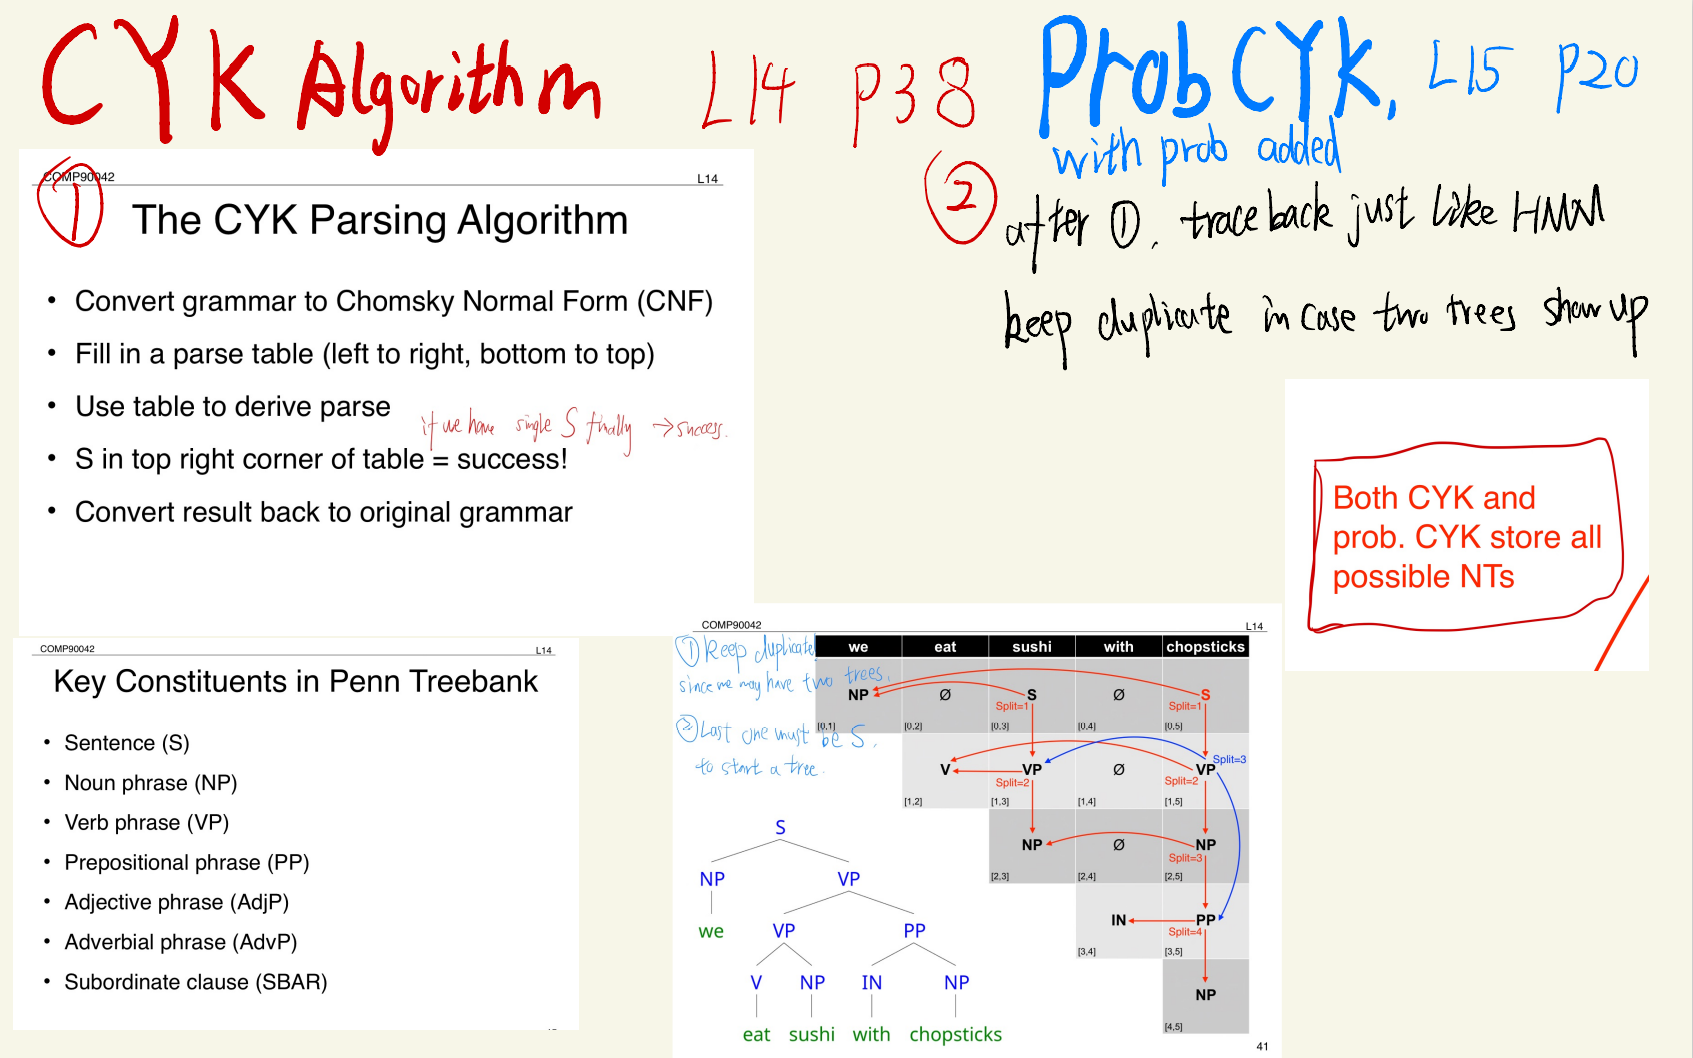 CYK Algorithm L14 P38
Prob CYK, L15 P20
with prob added
①
COMP90042 L14
The CYK Parsing Algorithm
• Convert grammar to Chomsky Normal Form (CNF)
• Fill in a parse table (left to right, bottom to top)
• Use table to derive parse
if we have single S finally → success.
• S in top right corner of table = success!
• Convert result back to original grammar
②
after ①, trace back just like HMM
keep duplicate in case two trees show up
Both CYK and
prob. CYK store all
possible NTs
COMP90042 L14
Key Constituents in Penn Treebank
• Sentence (S)
• Noun phrase (NP)
• Verb phrase (VP)
• Prepositional phrase (PP)
• Adjective phrase (AdjP)
• Adverbial phrase (AdvP)
• Subordinate clause (SBAR)
COMP90042 L14
① Keep duplicate
since we may have two trees.
② Last one must be S,
to start a tree.
we eat sushi with chopsticks
NP Ø S Ø S
Split=1 Split=1
[0,1] [0,2] [0,3] [0,4] [0,5]
Split=3
V VP Ø VP
Split=2 Split=2
[1,2] [1,3] [1,4] [1,5]
NP Ø NP
Split=3
[2,3] [2,4] [2,5]
IN PP
Split=4
[3,4] [3,5]
NP
[4,5]
S
NP VP
we VP PP
V NP IN NP
eat sushi with chopsticks
41